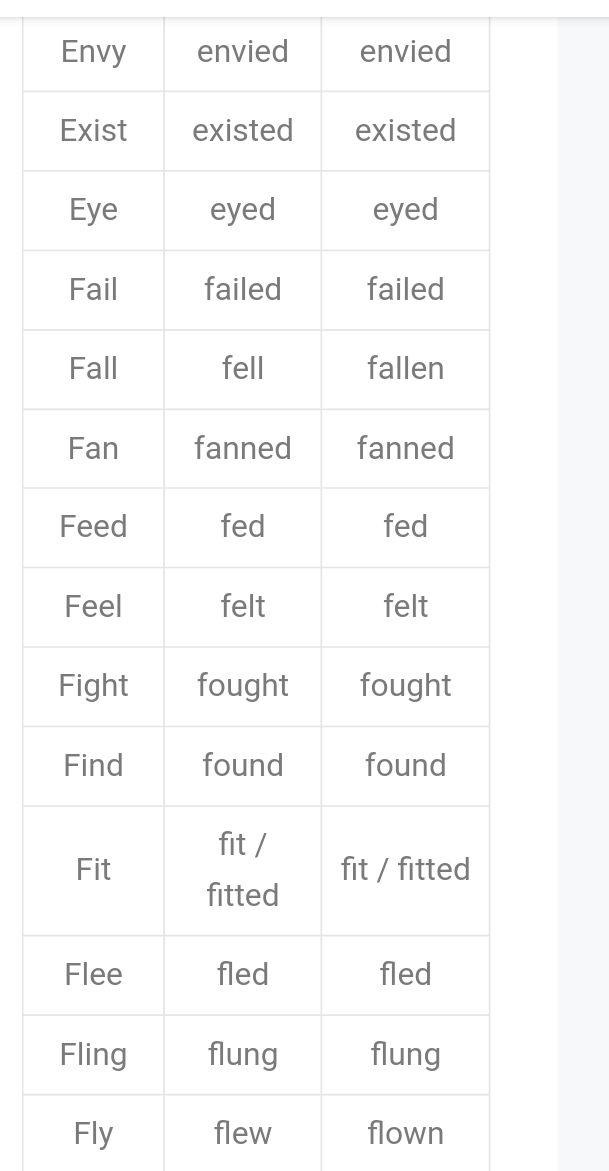 Envy envied envied
Exist existed existed
Eye eyed eyed
Fail failed failed
Fall fell fallen
Fan fanned fanned
Feed fed fed
Feel felt felt
Fight fought fought
Find found found
Fit fit / fitted fit / fitted
Flee fled fled
Fling flung flung
Fly flew flown